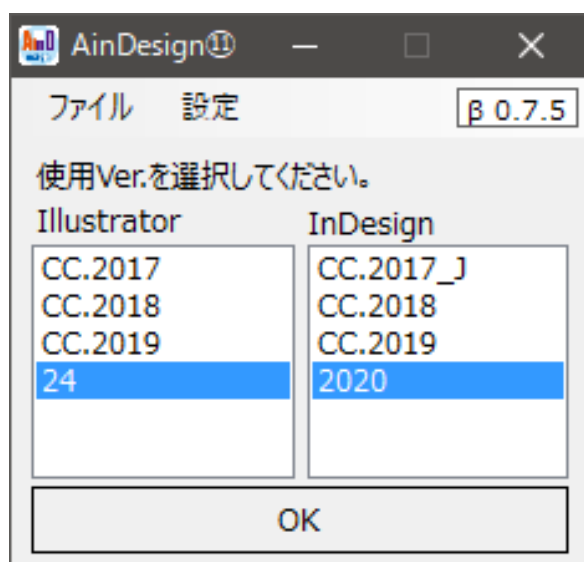 AinDesign⑪
ファイル 設定 β 0.7.5
使用Ver.を選択してください。
Illustrator InDesign
CC.2017 CC.2017_J
CC.2018 CC.2018
CC.2019 CC.2019
24 2020
OK